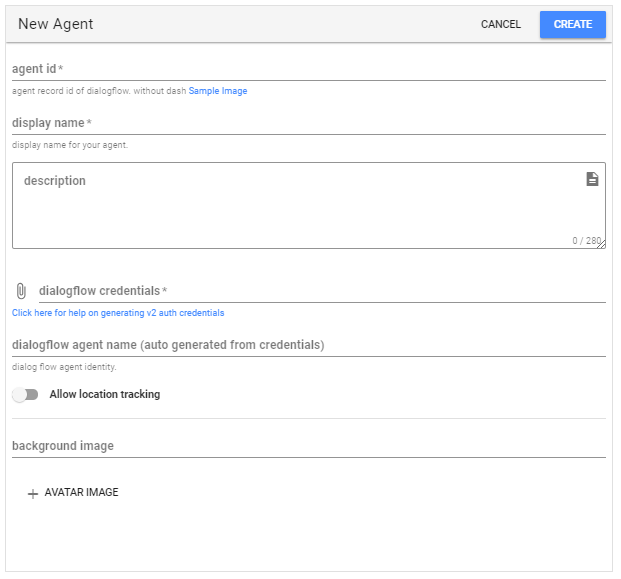 New Agent
CANCEL
CREATE
agent id *
agent record id of dialogflow. without dash Sample Image
display name *
display name for your agent.
description
0 / 280
dialogflow credentials *
Click here for help on generating v2 auth credentials
dialogflow agent name (auto generated from credentials)
dialog flow agent identity.
Allow location tracking
background image
+ AVATAR IMAGE